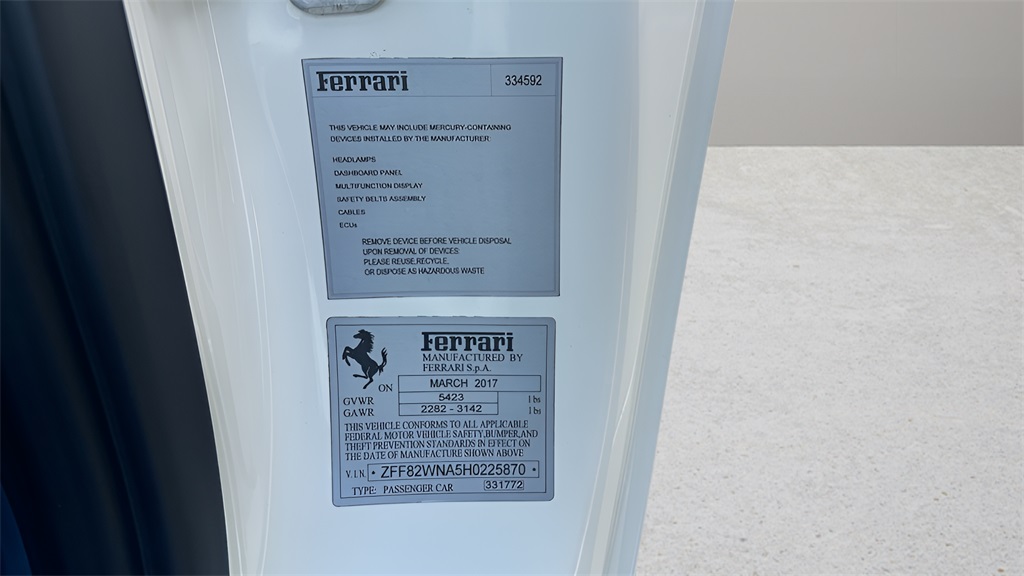 Ferrari 334592
THIS VEHICLE MAY INCLUDE MERCURY-CONTAINING
DEVICES INSTALLED BY THE MANUFACTURER:
HEADLAMPS
DASHBOARD PANEL
MULTIFUNCTION DISPLAY
SAFETY BELTS ASSEMBLY
CABLES
ECUs
REMOVE DEVICE BEFORE VEHICLE DISPOSAL
UPON REMOVAL OF DEVICES
PLEASE REUSE,RECYCLE,
OR DISPOSE AS HAZARDOUS WASTE
Ferrari
MANUFACTURED BY
FERRARI S.p.A.
ON MARCH 2017
GVWR 5423 lbs
GAWR 2282 - 3142 lbs
THIS VEHICLE CONFORMS TO ALL APPLICABLE
FEDERAL MOTOR VEHICLE SAFETY,BUMPER,AND
THEFT PREVENTION STANDARDS IN EFFECT ON
THE DATE OF MANUFACTURE SHOWN ABOVE
V.I.N. * ZFF82WNA5H0225870 *
TYPE: PASSENGER CAR 331772